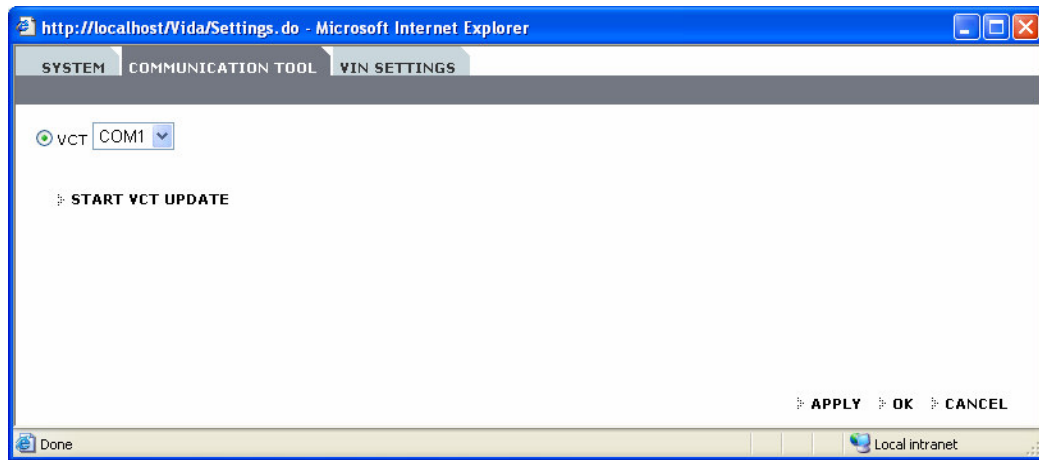 http://localhost/Vida/Settings.do - Microsoft Internet Explorer
SYSTEM COMMUNICATION TOOL VIN SETTINGS
VCT COM1
START VCT UPDATE
APPLY OK CANCEL
Done Local intranet